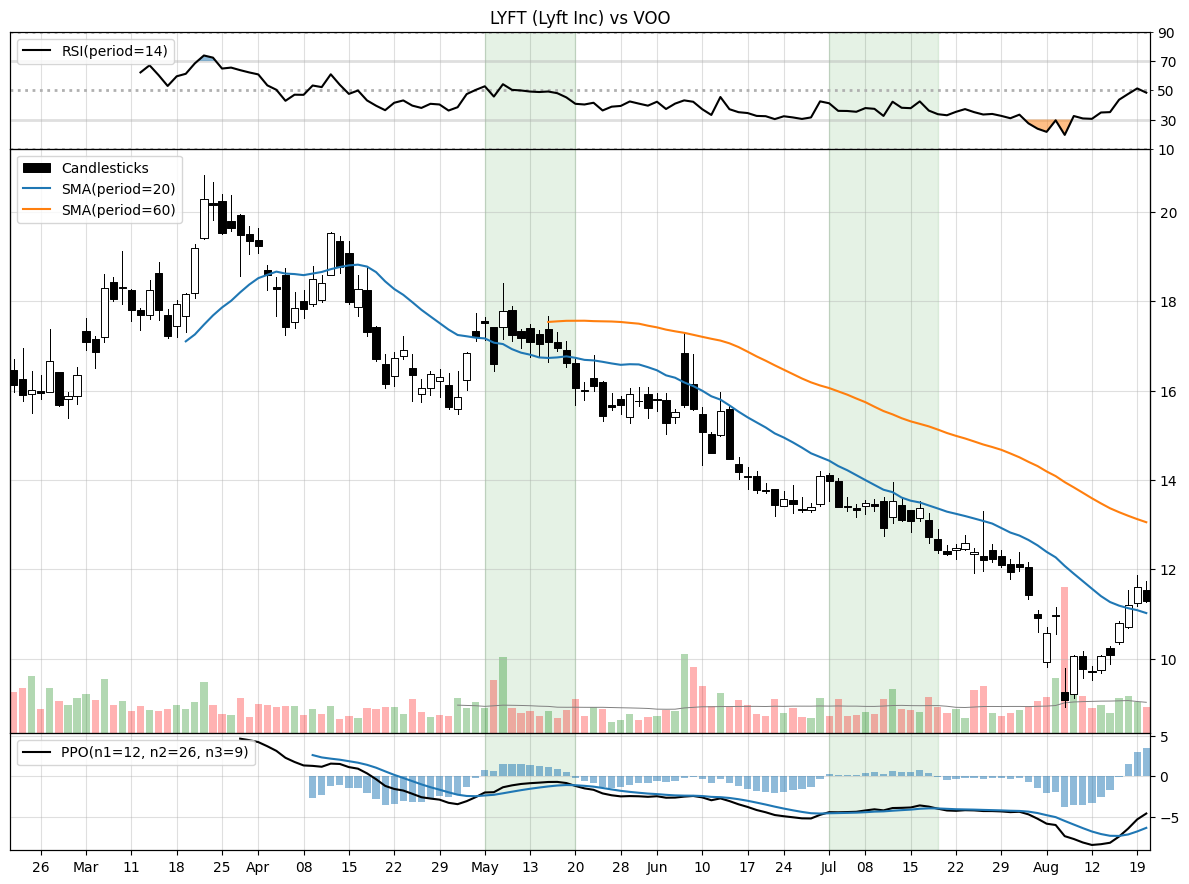 LYFT (Lyft Inc) vs VOO
RSI(period=14)
90
70
50
30
10
Candlesticks
SMA(period=20)
SMA(period=60)
20
18
16
14
12
10
PPO(n1=12, n2=26, n3=9)
5
0
−5
26 Mar 11 18 25 Apr 08 15 22 29 May 13 20 28 Jun 10 17 24 Jul 08 15 22 29 Aug 12 19